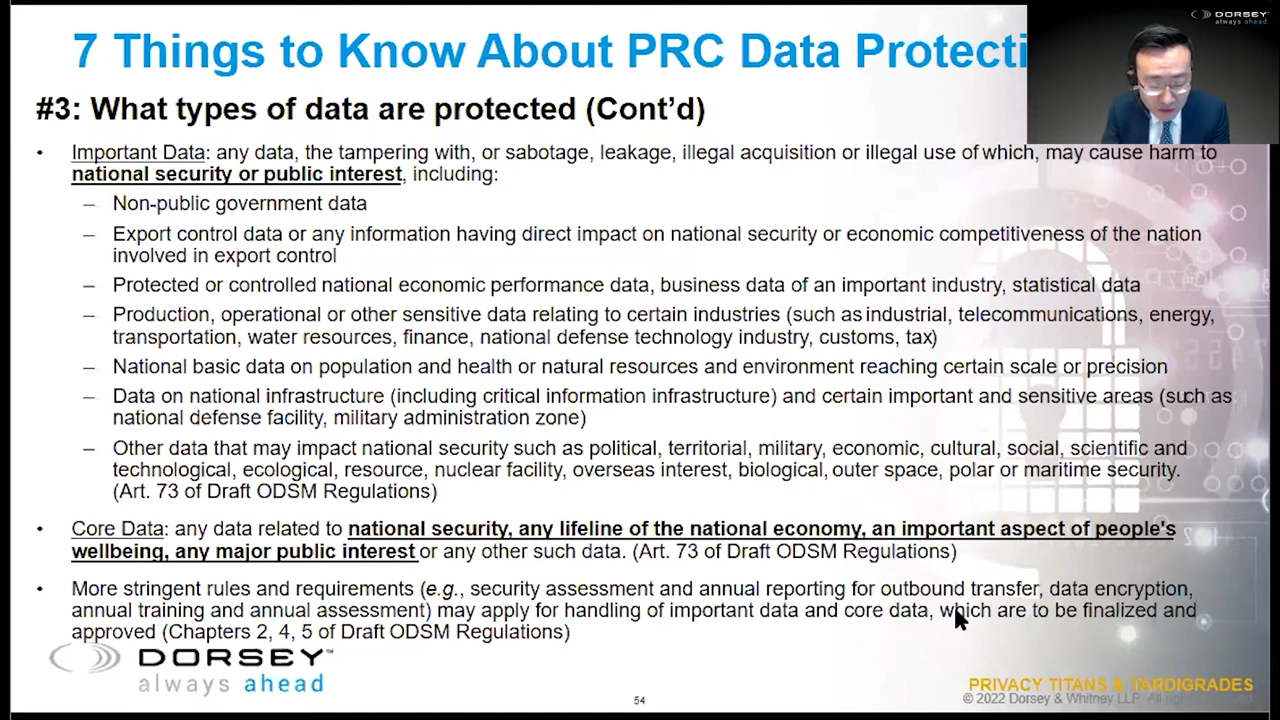 7 Things to Know About PRC Data Protecti
DORSEY
always ahead
#3: What types of data are protected (Cont'd)
• Important Data: any data, the tampering with, or sabotage, leakage, illegal acquisition or illegal use of which, may cause harm to
national security or public interest, including:
– Non-public government data
– Export control data or any information having direct impact on national security or economic competitiveness of the nation
involved in export control
– Protected or controlled national economic performance data, business data of an important industry, statistical data
– Production, operational or other sensitive data relating to certain industries (such as industrial, telecommunications, energy,
transportation, water resources, finance, national defense technology industry, customs, tax)
– National basic data on population and health or natural resources and environment reaching certain scale or precision
– Data on national infrastructure (including critical information infrastructure) and certain important and sensitive areas (such as
national defense facility, military administration zone)
– Other data that may impact national security such as political, territorial, military, economic, cultural, social, scientific and
technological, ecological, resource, nuclear facility, overseas interest, biological, outer space, polar or maritime security.
(Art. 73 of Draft ODSM Regulations)
• Core Data: any data related to national security, any lifeline of the national economy, an important aspect of people's
wellbeing, any major public interest or any other such data. (Art. 73 of Draft ODSM Regulations)
• More stringent rules and requirements (e.g., security assessment and annual reporting for outbound transfer, data encryption,
annual training and annual assessment) may apply for handling of important data and core data, which are to be finalized and
approved (Chapters 2, 4, 5 of Draft ODSM Regulations)
DORSEY™
always ahead
54
PRIVACY TITANS & TARDIGRADES
© 2022 Dorsey & Whitney LLP. All rights reserved